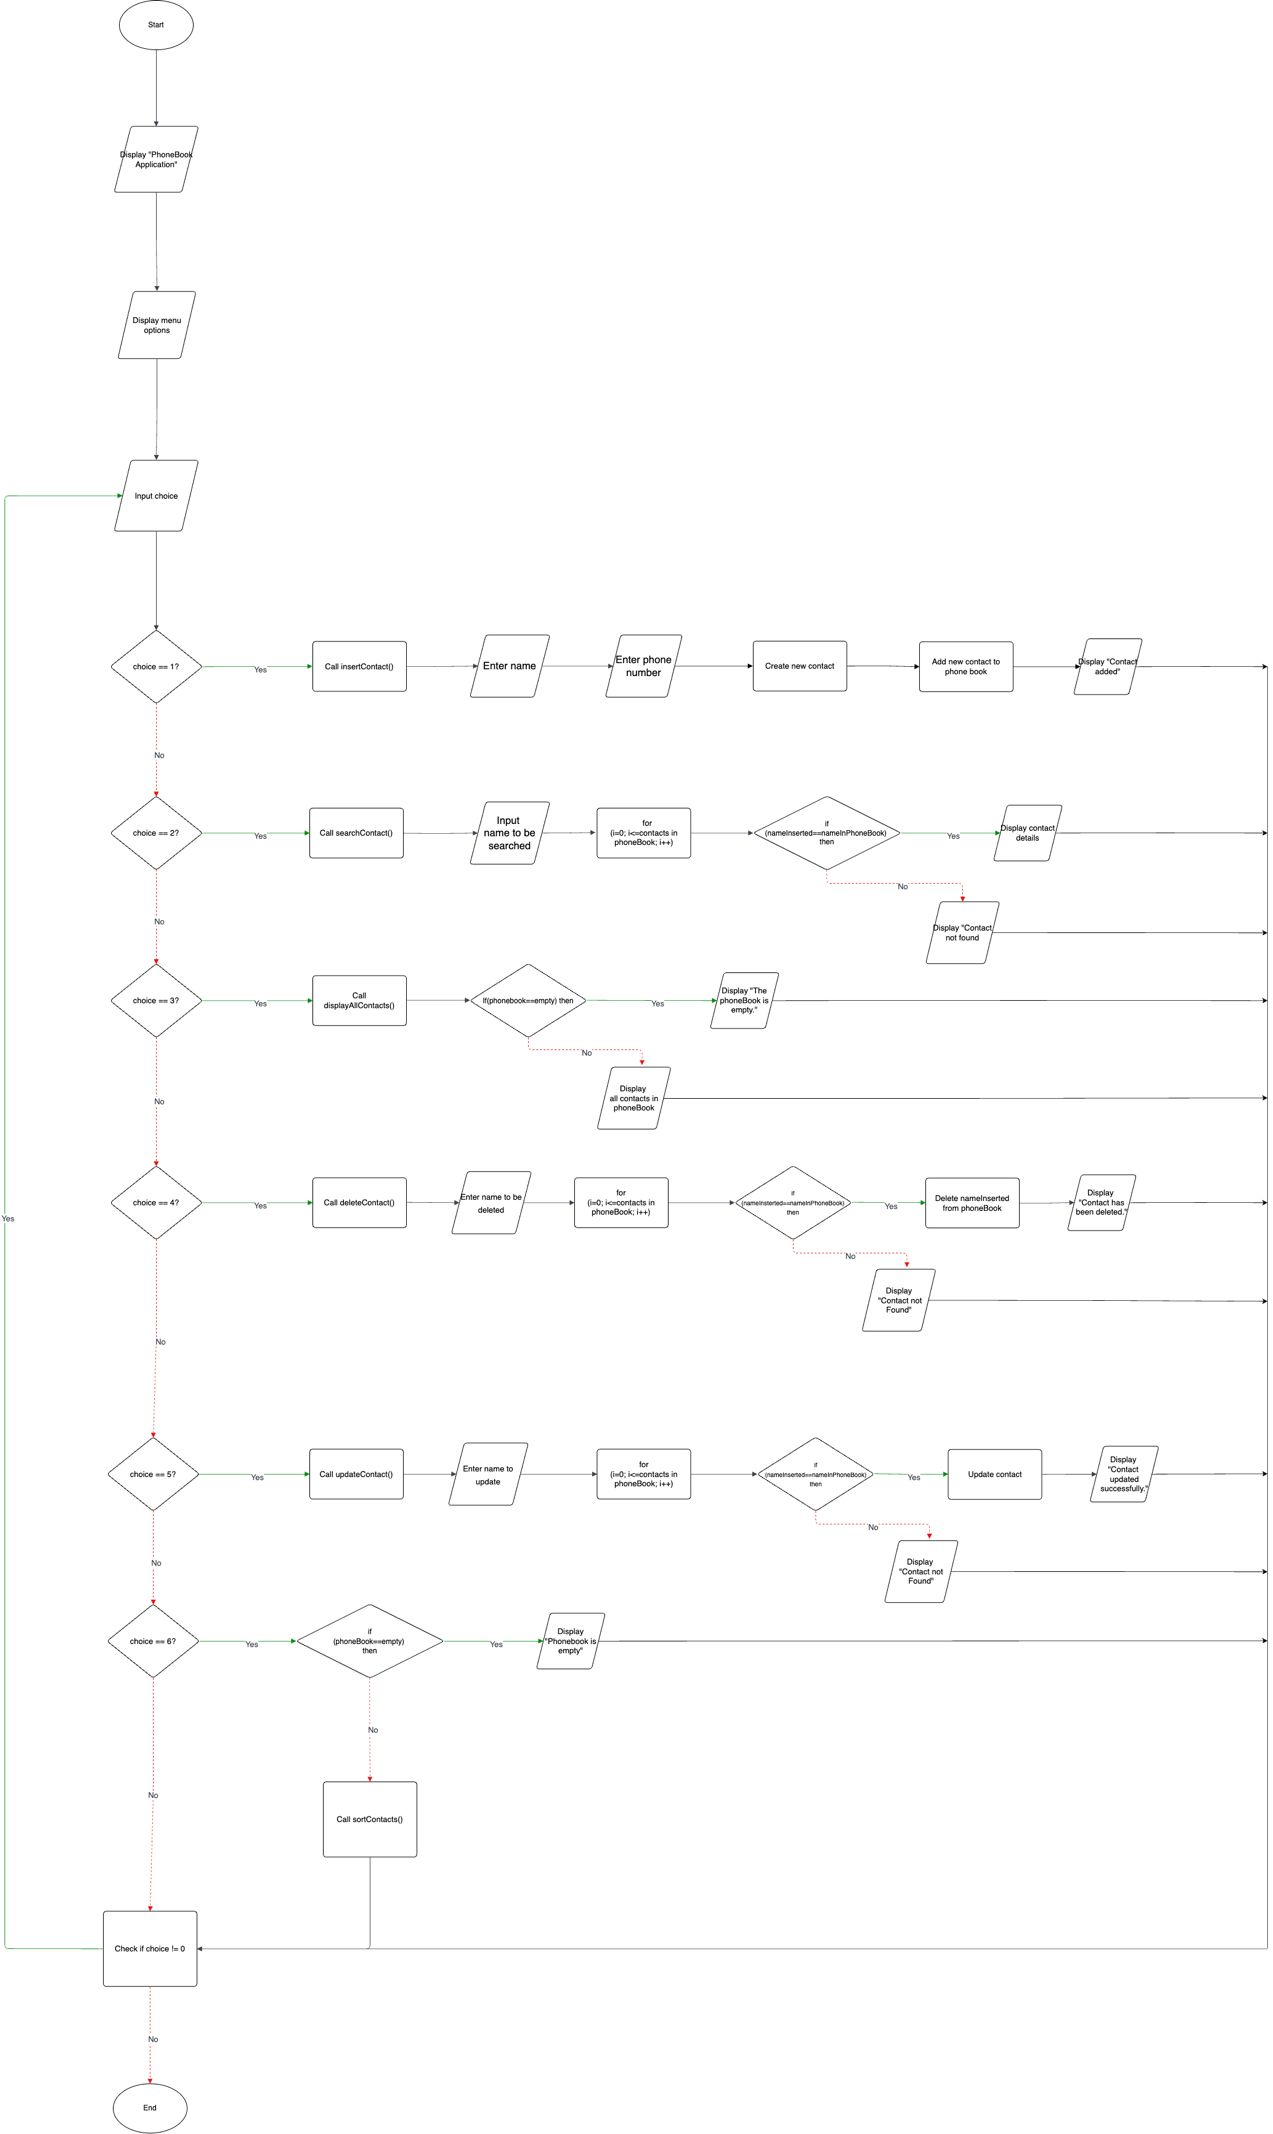 Start
Display "PhoneBook
Application"
Display menu
options
Input choice
choice == 1?
Yes
Call insertContact()
Enter name
Enter phone
number
Create new contact
Add new contact to
phone book
Display "Contact
added"
No
choice == 2?
Yes
Call searchContact()
Input
name to be
searched
for
(i=0; i<=contacts in
phoneBook; i++)
if
(nameInserted==nameInPhoneBook)
then
Yes
Display contact
details
No
Display "Contact
not found
No
choice == 3?
Yes
Call
displayAllContacts()
If(phonebook==empty) then
Yes
Display "The
phoneBook is
empty."
No
Display
all contacts in
phoneBook
No
choice == 4?
Yes
Call deleteContact()
Enter name to be
deleted
for
(i=0; i<=contacts in
phoneBook; i++)
if
(nameInsterted==nameInPhoneBook)
then
Yes
Delete nameInserted
from phoneBook
Display
"Contact has
been deleted."
No
Display
"Contact not
Found"
Yes
No
choice == 5?
Yes
Call updateContact()
Enter name to
update
for
(i=0; i<=contacts in
phoneBook; i++)
if
(nameInserted==nameInPhoneBook)
then
Yes
Update contact
Display
"Contact
updated
successfully."
No
Display
"Contact not
Found"
No
choice == 6?
Yes
if
(phoneBook==empty)
then
Yes
Display
"Phonebook is
empty"
No
No
Call sortContacts()
Check if choice != 0
No
End